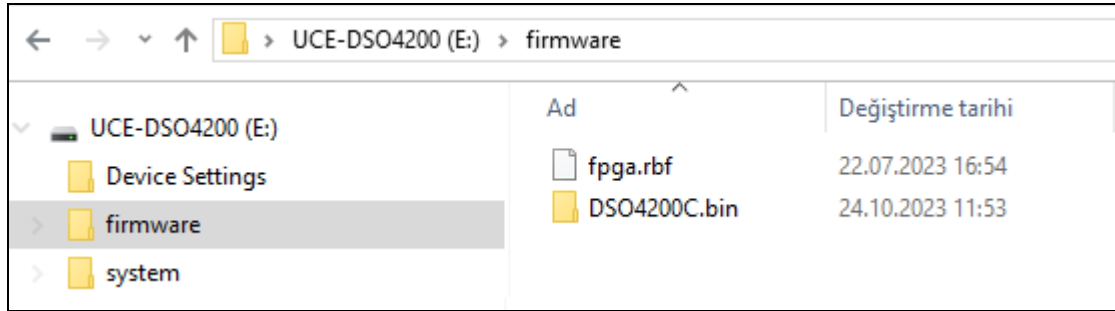 UCE-DSO4200 (E:) > firmware
UCE-DSO4200 (E:)
Device Settings
firmware
system
Ad Değiştirme tarihi
fpga.rbf 22.07.2023 16:54
DSO4200C.bin 24.10.2023 11:53